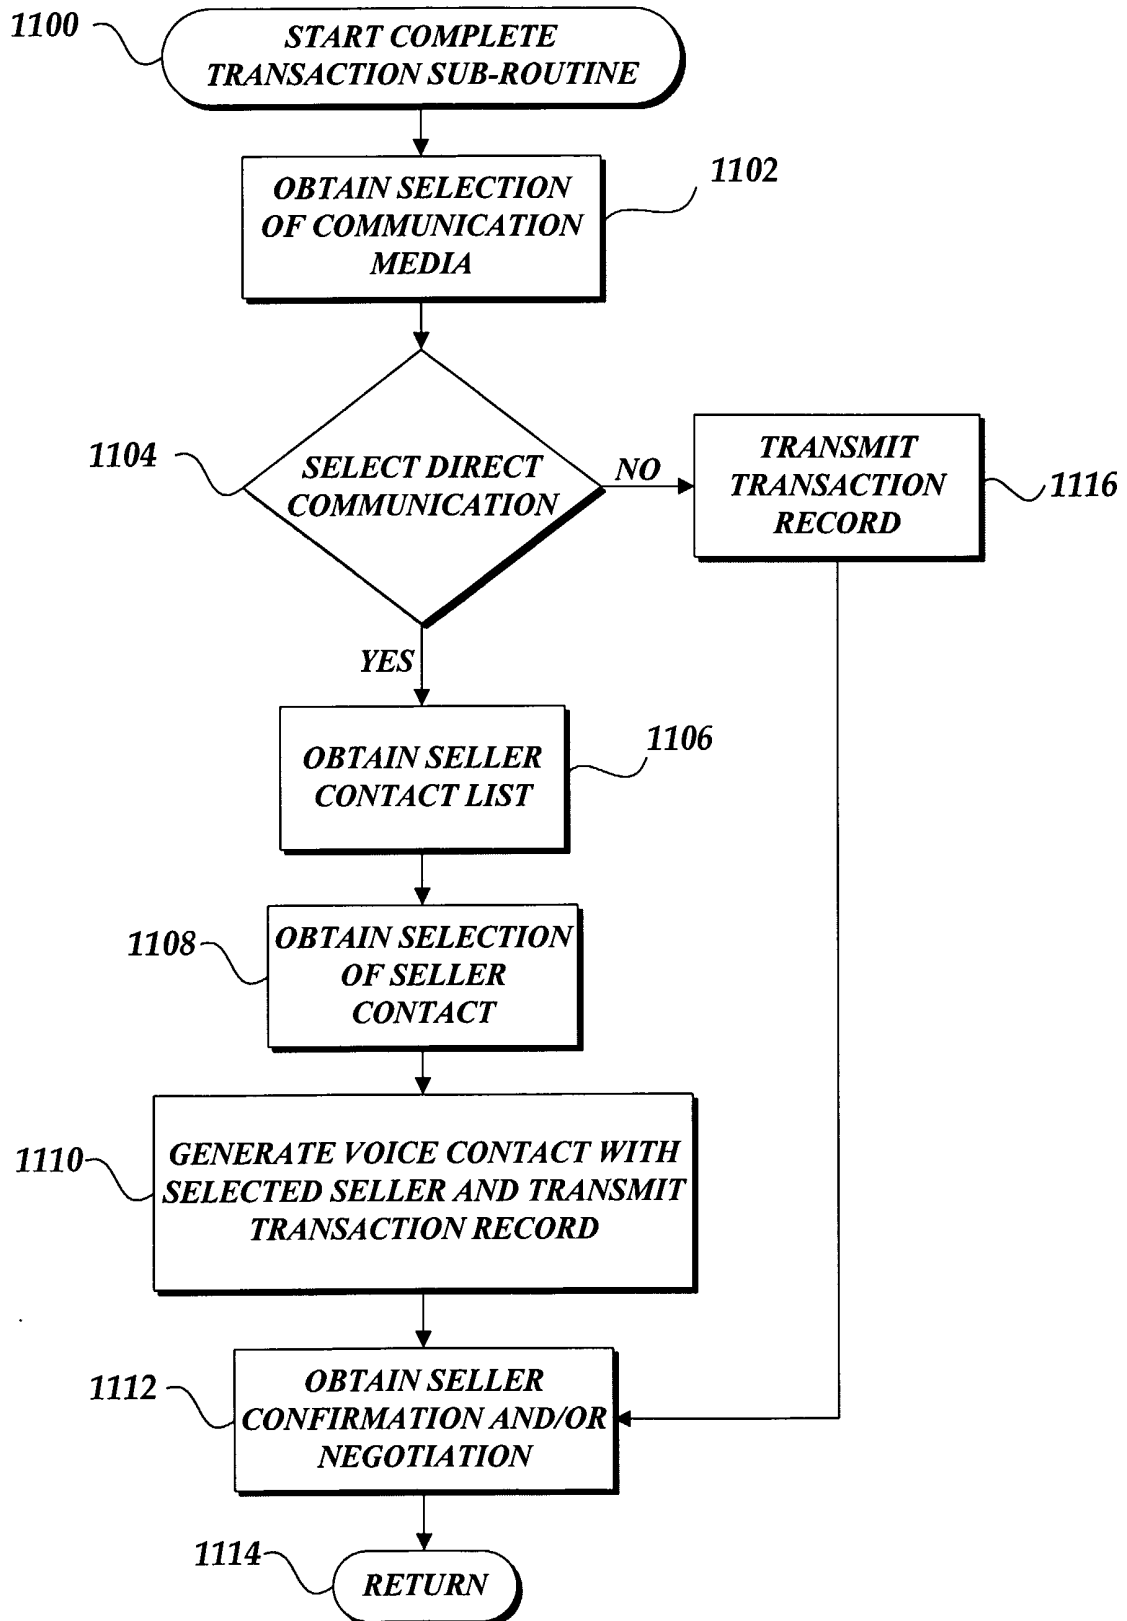 1100
START COMPLETE
TRANSACTION SUB-ROUTINE
1102
OBTAIN SELECTION
OF COMMUNICATION
MEDIA
1104
SELECT DIRECT
COMMUNICATION
NO
TRANSMIT
TRANSACTION
RECORD
1116
YES
1106
OBTAIN SELLER
CONTACT LIST
1108
OBTAIN SELECTION
OF SELLER
CONTACT
1110
GENERATE VOICE CONTACT WITH
SELECTED SELLER AND TRANSMIT
TRANSACTION RECORD
1112
OBTAIN SELLER
CONFIRMATION AND/OR
NEGOTIATION
1114
RETURN